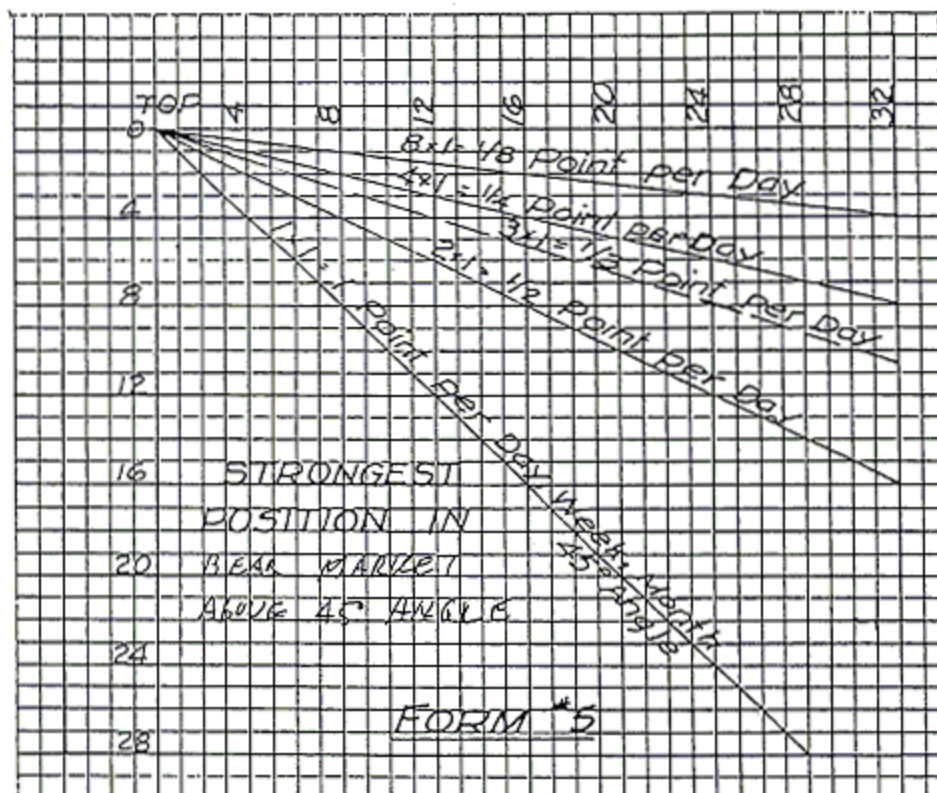 TOP 4 8 12 16 20 24 28 32
0
8x1=1/8 Point per Day
4x1=1/4 Point per Day
3x1=1/3 Point per Day
2x1=1/2 Point per Day
1x1=1 Point per Day, Week, Month
45° Angle
4
8
12
16
20
24
28
STRONGEST
POSITION IN
BEAR MARKET
ABOVE 45° ANGLE
FORM #5